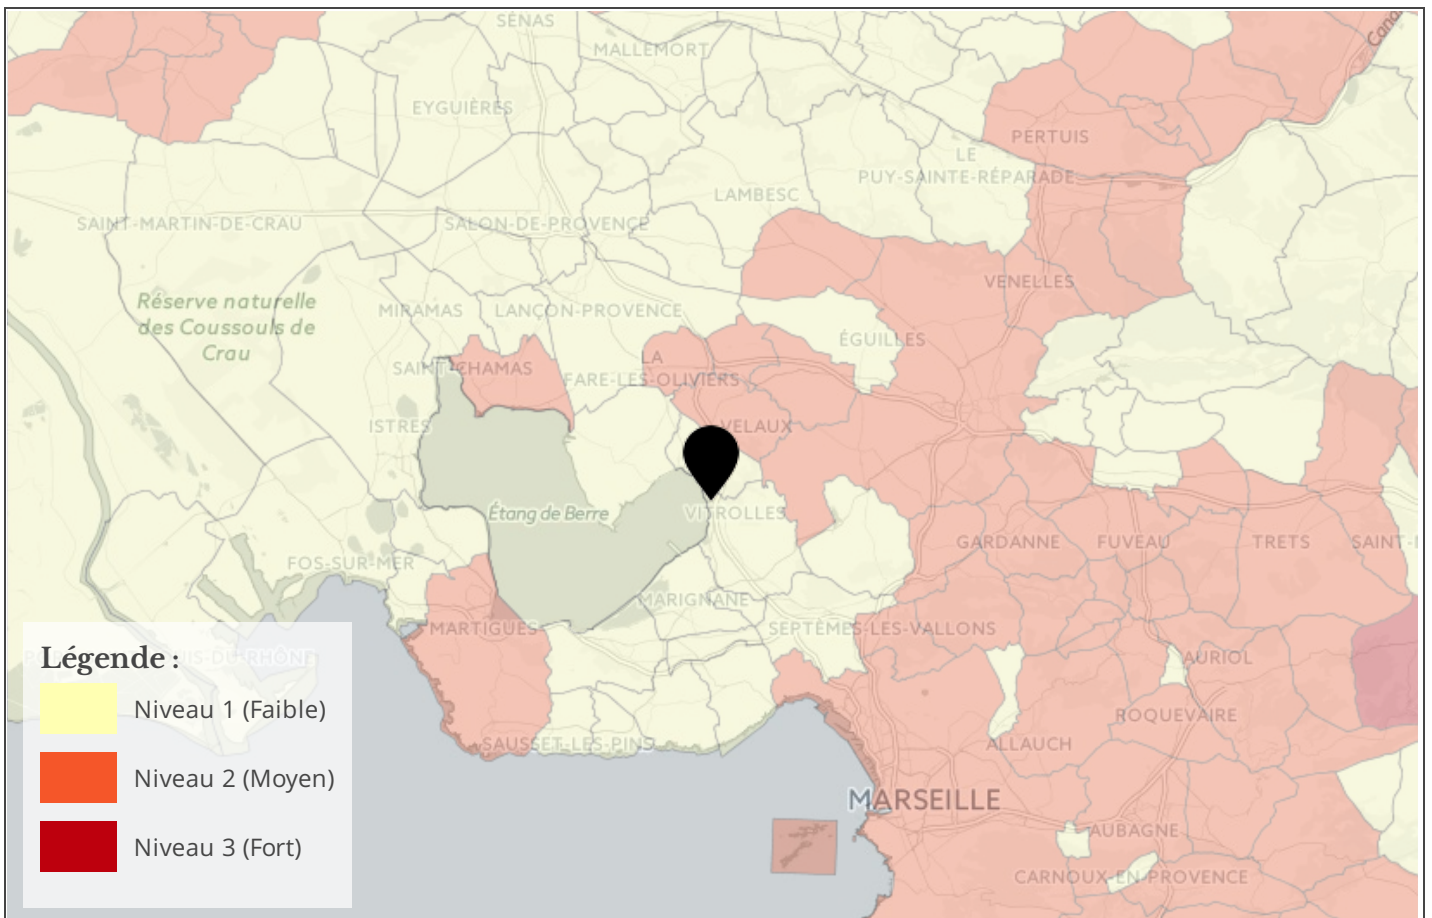 SÉNAS
MALLEMORT
Cana
EYGUIÈRES
PERTUIS
LE
PUY-SAINTE-RÉPARADE
LAMBESC
SAINT-MARTIN-DE-CRAU
SALON-DE-PROVENCE
VENELLES
Réserve naturelle
des Coussouls de
Crau
MIRAMAS
LANÇON-PROVENCE
ÉGUILLES
LA
FARE-LES-OLIVIERS
SAINT-CHAMAS
ISTRES
VELAUX
Étang de Berre
VITROLLES
GARDANNE
FUVEAU
TRETS
SAINT-
FOS-SUR-MER
MARIGNANE
MARTIGUES
SEPTÈMES-LES-VALLONS
AURIOL
ROQUEVAIRE
SAUSSET-LES-PINS
ALLAUCH
MARSEILLE
AUBAGNE
CARNOUX-EN-PROVENCE
Légende :
Niveau 1 (Faible)
Niveau 2 (Moyen)
Niveau 3 (Fort)